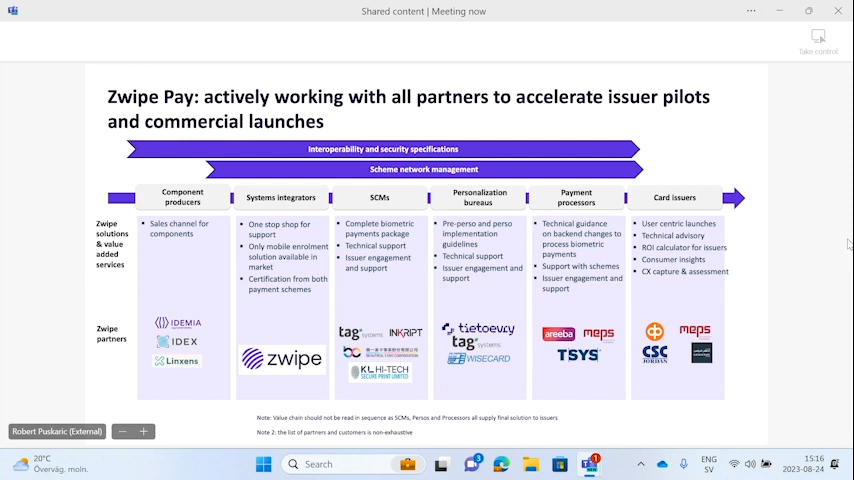 Shared content | Meeting now
Take control
Zwipe Pay: actively working with all partners to accelerate issuer pilots
and commercial launches
Interoperability and security specifications
Scheme network management
Component
producers
Systems integrators
SCMs
Personalization
bureaus
Payment
processors
Card issuers
Zwipe
solutions
& value
added
services
▪ Sales channel for
components
▪ One stop shop for
support
▪ Only mobile enrolment
solution available in
market
▪ Certification from both
payment schemes
▪ Complete biometric
payments package
▪ Technical support
▪ Issuer engagement
and support
▪ Pre-perso and perso
implementation
guidelines
▪ Technical support
▪ Issuer engagement and
support
▪ Technical guidance
on backend changes to
process biometric
payments
▪ Support with schemes
▪ Issuer engagement and
support
▪ User centric launches
▪ Technical advisory
▪ ROI calculator for issuers
▪ Consumer insights
▪ CX capture & assessment
Zwipe
partners
IDEMIA
IDEX
Linxens
zwipe
tag systems
INKRIPT
KL HI-TECH
SECURE PRINT LIMITED
tietoevry
tag systems
WISECARD
areeba
meps
TSYS
meps
CSC
JORDAN
Note: Value chain should not be read in sequence as SCMs, Persos and Processors all supply final solution to issuers
Note 2: the list of partners and customers is non-exhaustive
Robert Puskaric (External)
20°C
Överväg. moln.
Search
3
1
NEW
ENG
SV
15:16
2023-08-24